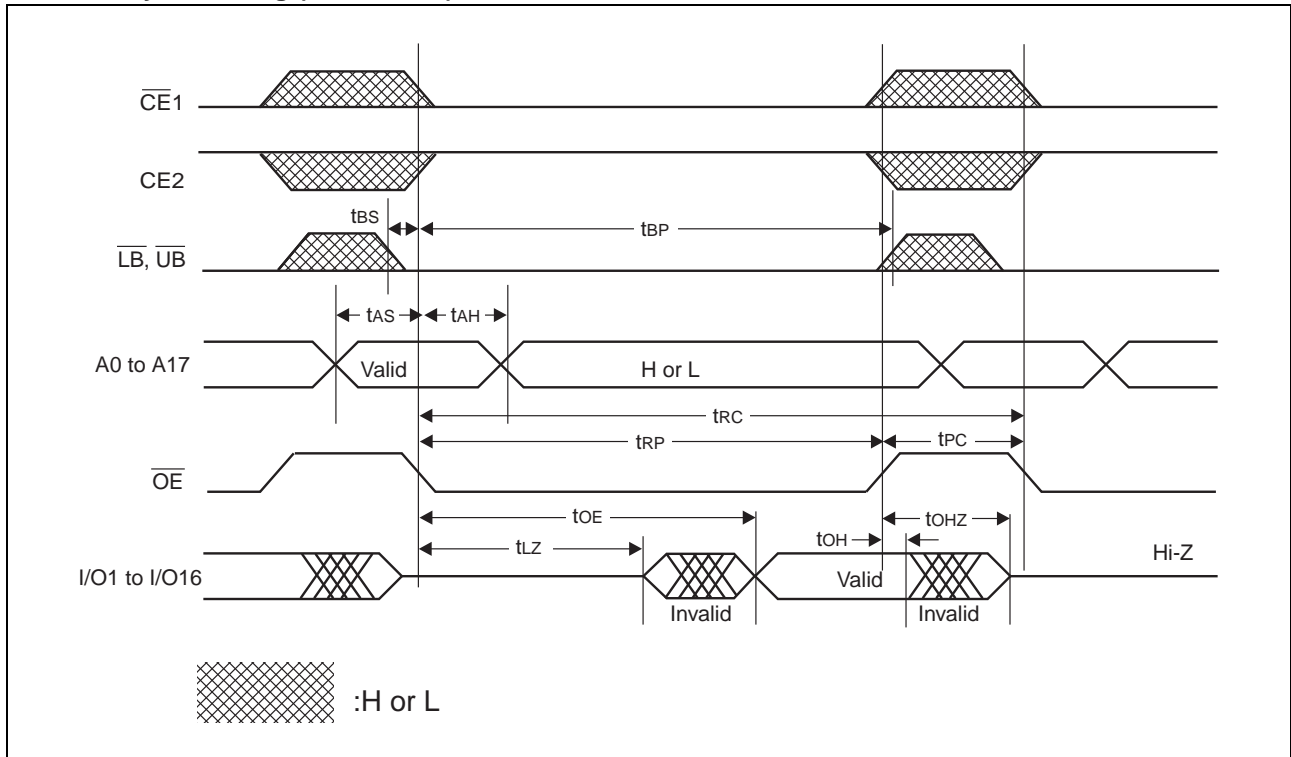 CE1
CE2
tBS
tBP
LB, UB
tAS
tAH
A0 to A17
Valid
H or L
tRC
tRP
tPC
OE
tOE
tOHZ
tLZ
tOH
Hi-Z
I/O1 to I/O16
Valid
Invalid
Invalid
:H or L